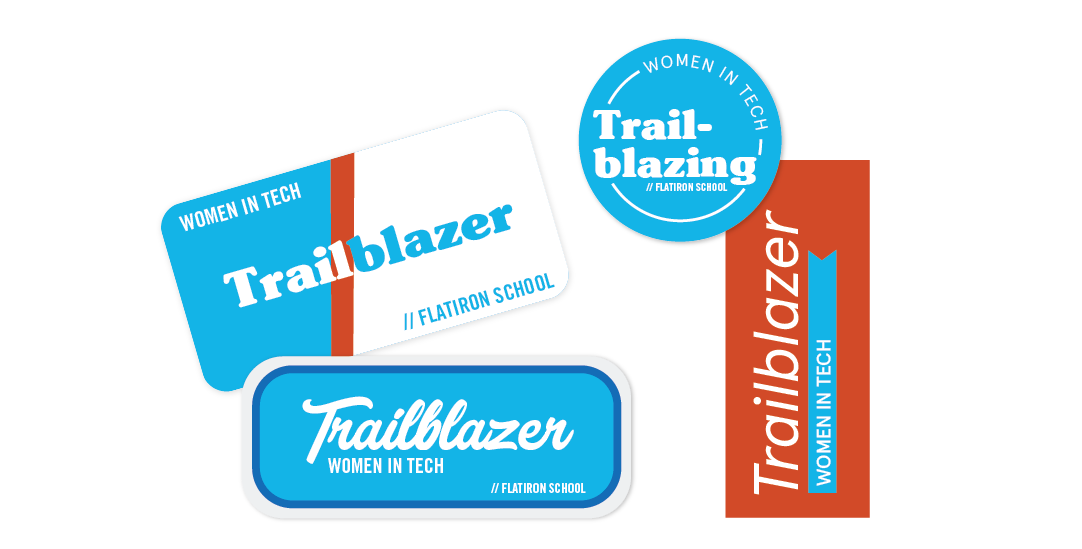 WOMEN IN TECH
Trailblazer
// FLATIRON SCHOOL
WOMEN IN TECH
Trail-
blazing
// FLATIRON SCHOOL
Trailblazer
WOMEN IN TECH
// FLATIRON SCHOOL
Trailblazer
WOMEN IN TECH